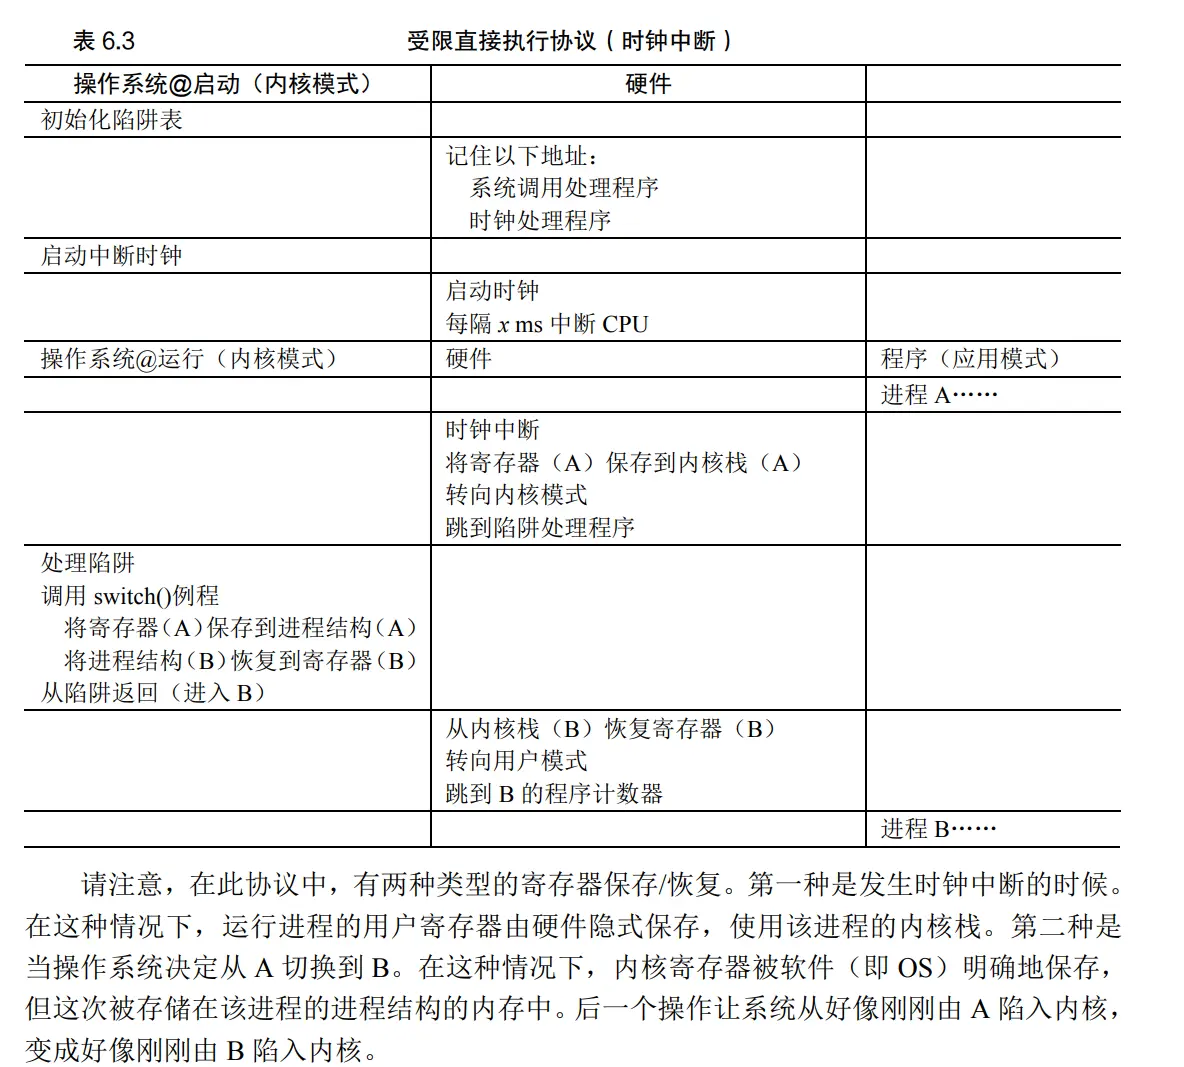 表 6.3 受限直接执行协议（时钟中断）
操作系统@启动（内核模式） 硬件
初始化陷阱表
记住以下地址：
系统调用处理程序
时钟处理程序
启动中断时钟
启动时钟
每隔 x ms 中断 CPU
操作系统@运行（内核模式） 硬件 程序（应用模式）
进程 A……
时钟中断
将寄存器（A）保存到内核栈（A）
转向内核模式
跳到陷阱处理程序
处理陷阱
调用 switch()例程
将寄存器（A）保存到进程结构（A）
将进程结构（B）恢复到寄存器（B）
从陷阱返回（进入 B）
从内核栈（B）恢复寄存器（B）
转向用户模式
跳到 B 的程序计数器
进程 B……
请注意，在此协议中，有两种类型的寄存器保存/恢复。第一种是发生时钟中断的时候。
在这种情况下，运行进程的用户寄存器由硬件隐式保存，使用该进程的内核栈。第二种是
当操作系统决定从 A 切换到 B。在这种情况下，内核寄存器被软件（即 OS）明确地保存，
但这次被存储在该进程的进程结构的内存中。后一个操作让系统从好像刚刚由 A 陷入内核，
变成好像刚刚由 B 陷入内核。